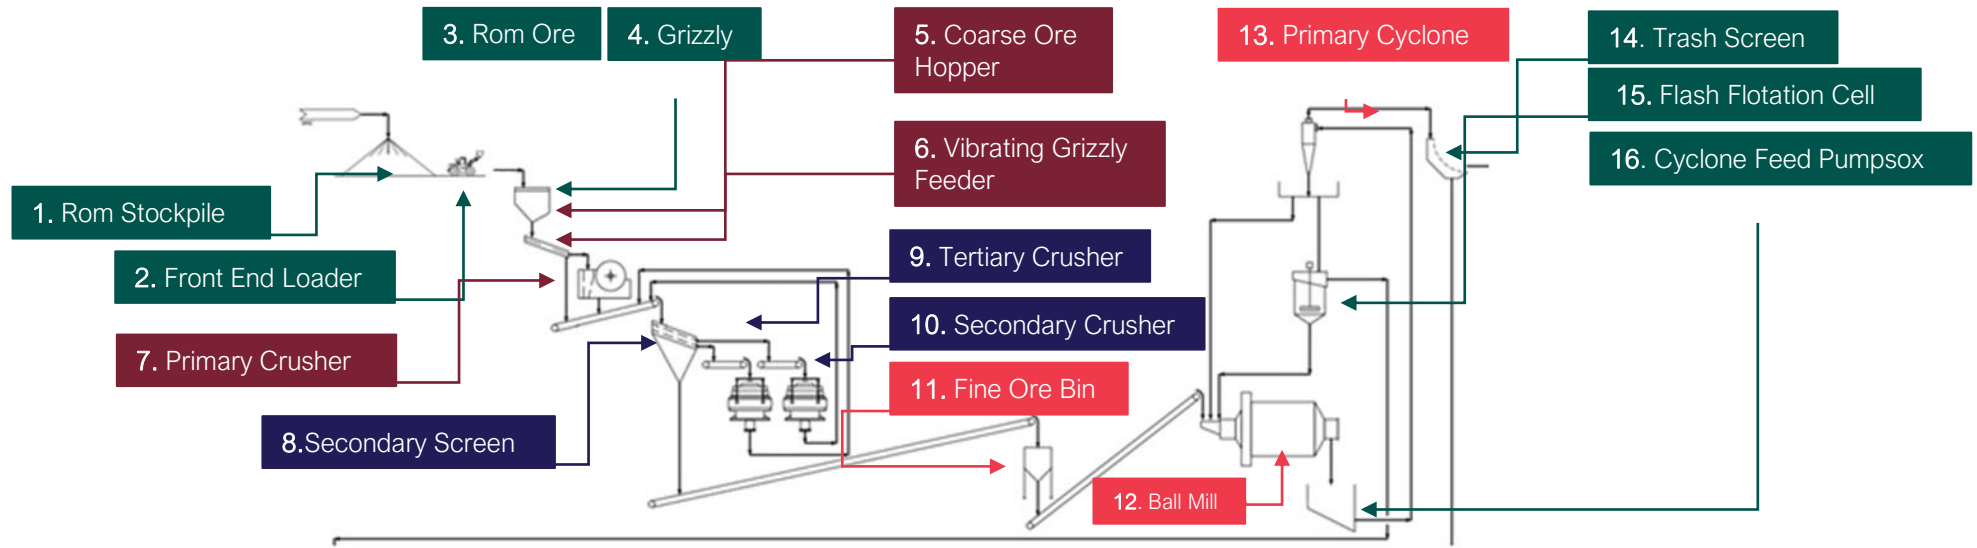 3. Rom Ore
4. Grizzly
5. Coarse Ore
Hopper
13. Primary Cyclone
14. Trash Screen
15. Flash Flotation Cell
6. Vibrating Grizzly
Feeder
16. Cyclone Feed Pumpsox
1. Rom Stockpile
2. Front End Loader
9. Tertiary Crusher
10. Secondary Crusher
7. Primary Crusher
11. Fine Ore Bin
8.Secondary Screen
12. Ball Mill